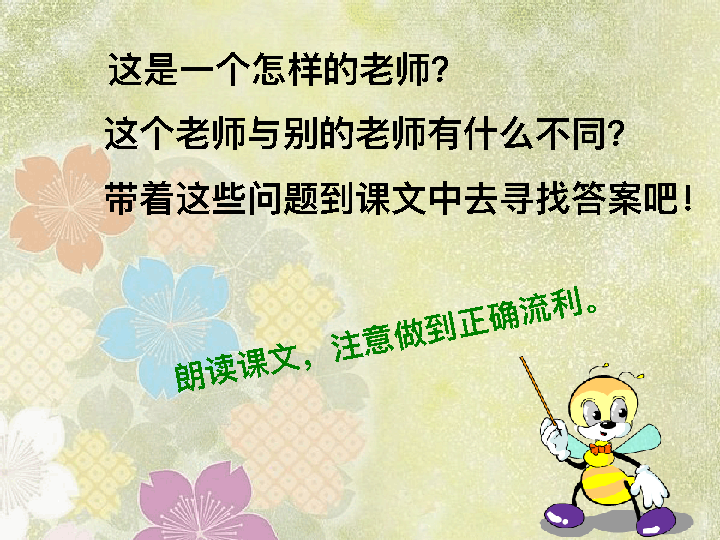 这是一个怎样的老师?
这个老师与别的老师有什么不同?
带着这些问题到课文中去寻找答案吧!
朗读课文，注意做到正确流利。